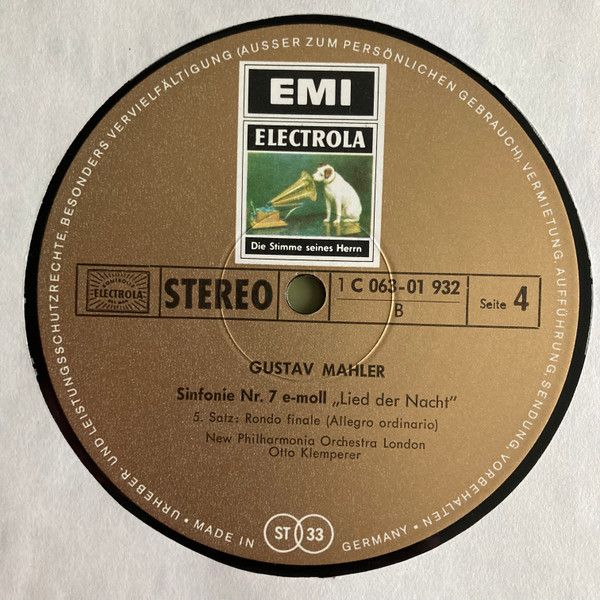 EMI
ELECTROLA
Die Stimme seines Herrn
ELECTROLA
STEREO
1 C 063-01 932
B
Seite 4
GUSTAV MAHLER
Sinfonie Nr. 7 e-moll „Lied der Nacht"
5. Satz: Rondo finale (Allegro ordinario)
New Philharmonia Orchestra London
Otto Klemperer
URHEBER- UND LEISTUNGSSCHUTZRECHTE, BESONDERS VERVIELFÄLTIGUNG (AUSSER ZUM PERSÖNLICHEN GEBRAUCH), VERMIETUNG, AUFFÜHRUNG, SENDUNG, VORBEHALTEN •
• MADE IN
ST 33
GERMANY